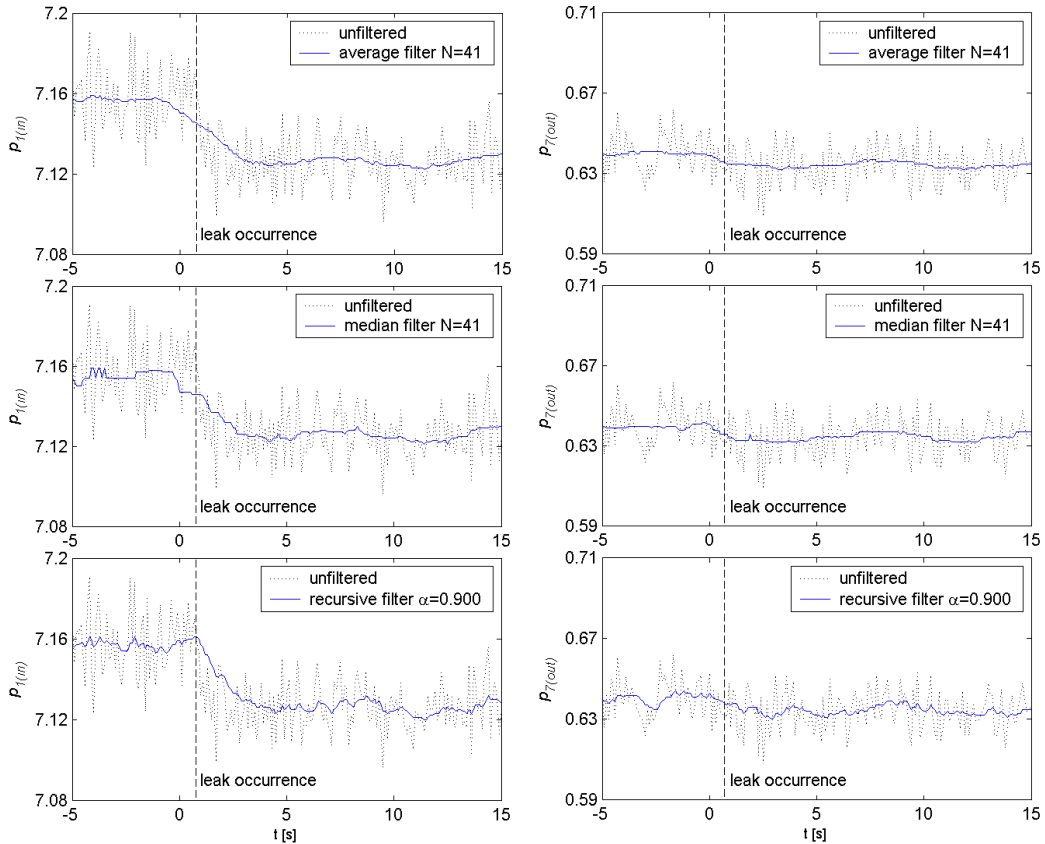 7.2
unfiltered
average filter N=41
7.16
p1(in)
7.12
leak occurrence
7.08
-5 0 5 10 15
0.71
unfiltered
average filter N=41
0.67
p7(out)
0.63
leak occurrence
0.59
-5 0 5 10 15
7.2
unfiltered
median filter N=41
7.16
p1(in)
7.12
leak occurrence
7.08
-5 0 5 10 15
0.71
unfiltered
median filter N=41
0.67
p7(out)
0.63
leak occurrence
0.59
-5 0 5 10 15
7.2
unfiltered
recursive filter α=0.900
7.16
p1(in)
7.12
leak occurrence
7.08
-5 0 5 10 15
t [s]
0.71
unfiltered
recursive filter α=0.900
0.67
p7(out)
0.63
leak occurrence
0.59
-5 0 5 10 15
t [s]